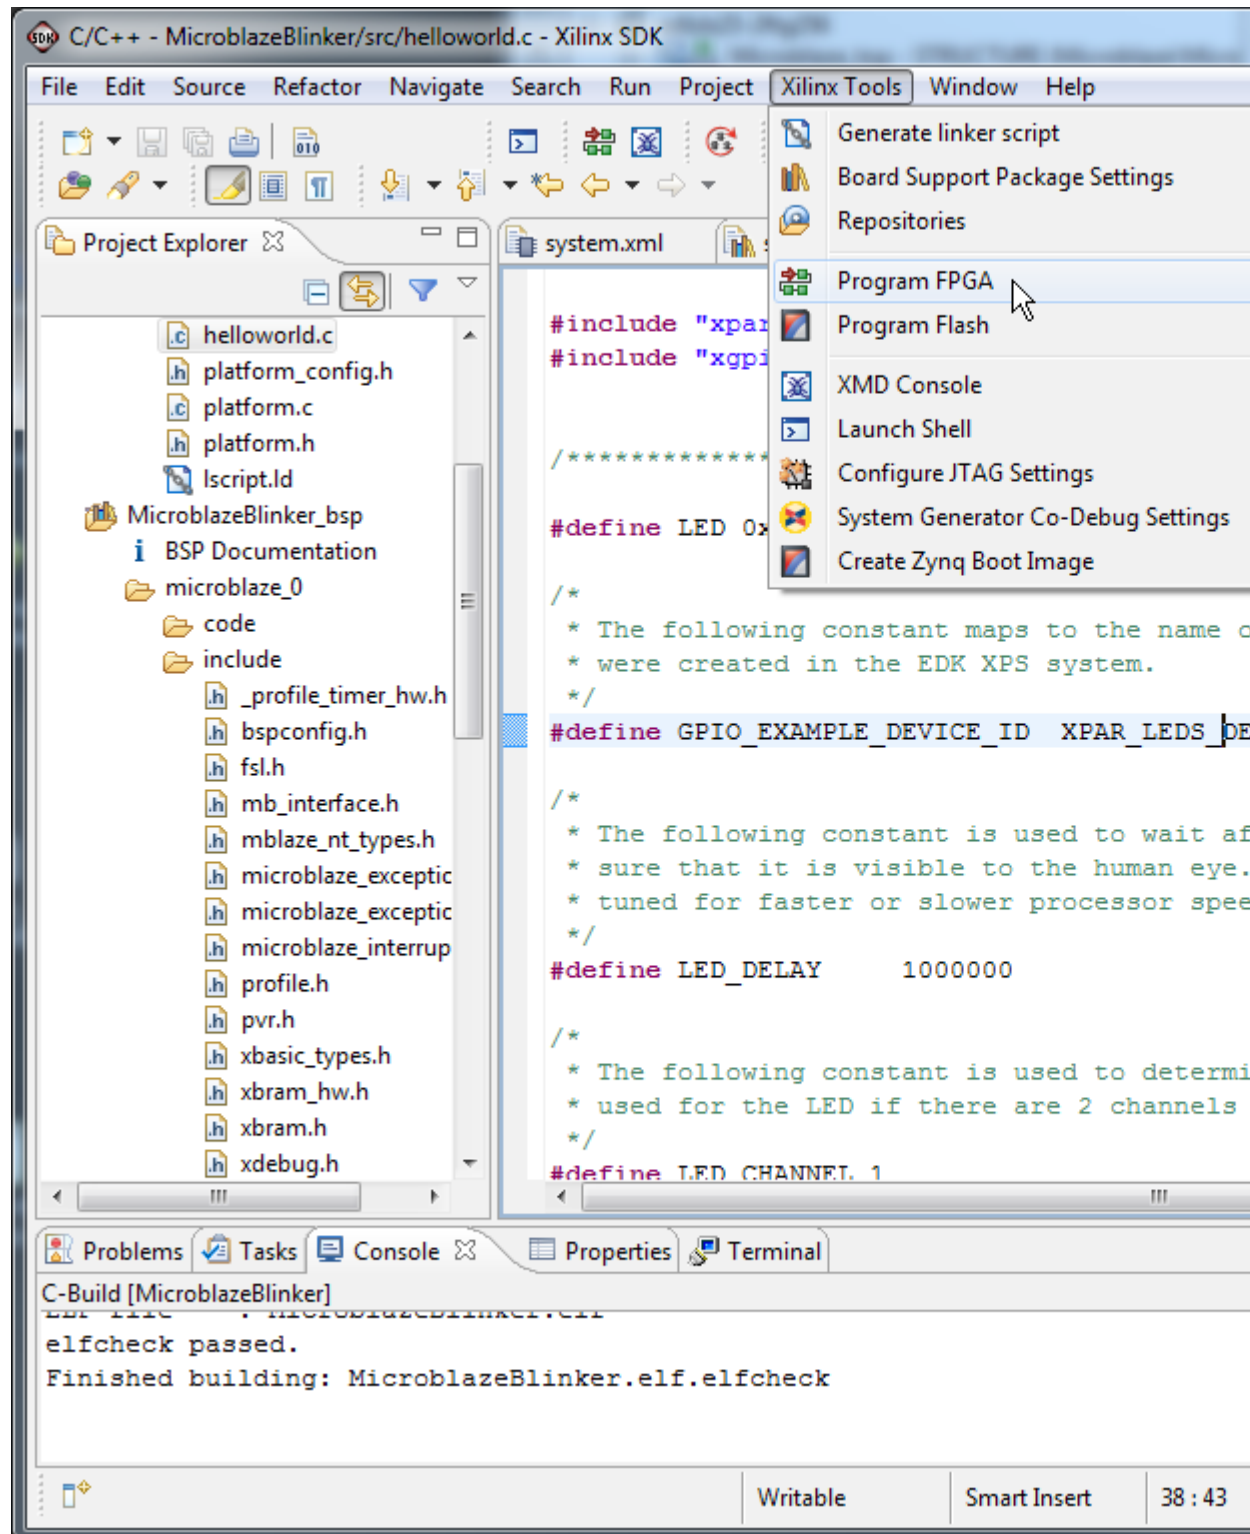 C/C++ - MicroblazeBlinker/src/helloworld.c - Xilinx SDK
File Edit Source Refactor Navigate Search Run Project Xilinx Tools Window Help
Generate linker script
Board Support Package Settings
Repositories
Program FPGA
Program Flash
XMD Console
Launch Shell
Configure JTAG Settings
System Generator Co-Debug Settings
Create Zynq Boot Image
Project Explorer
helloworld.c
platform_config.h
platform.c
platform.h
lscript.ld
MicroblazeBlinker_bsp
BSP Documentation
microblaze_0
code
include
_profile_timer_hw.h
bspconfig.h
fsl.h
mb_interface.h
mblaze_nt_types.h
microblaze_exceptic
microblaze_exceptic
microblaze_interrup
profile.h
pvr.h
xbasic_types.h
xbram_hw.h
xbram.h
xdebug.h
system.xml
#include "xpar
#include "xgpi
/*************
#define LED 0x
/*
* The following constant maps to the name o
* were created in the EDK XPS system.
*/
#define GPIO_EXAMPLE_DEVICE_ID XPAR_LEDS_DE
/*
* The following constant is used to wait af
* sure that it is visible to the human eye.
* tuned for faster or slower processor spee
*/
#define LED_DELAY 1000000
/*
* The following constant is used to determi
* used for the LED if there are 2 channels
*/
#define LED_CHANNEL 1
Problems Tasks Console Properties Terminal
C-Build [MicroblazeBlinker]
elfcheck passed.
Finished building: MicroblazeBlinker.elf.elfcheck
Writable Smart Insert 38 : 43